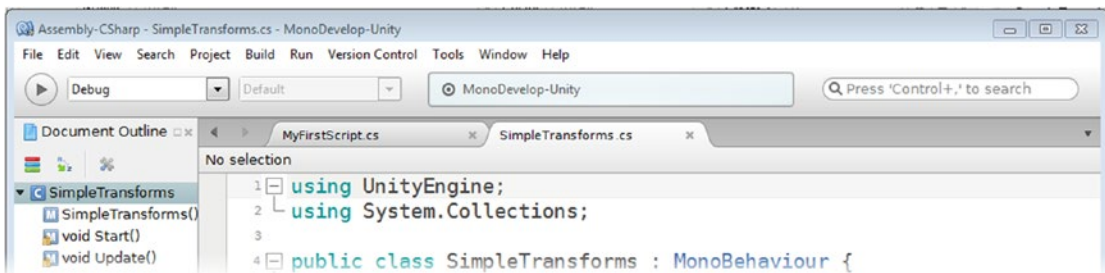 Assembly-CSharp - SimpleTransforms.cs - MonoDevelop-Unity
File Edit View Search Project Build Run Version Control Tools Window Help
Debug Default MonoDevelop-Unity Press 'Control+,' to search
Document Outline MyFirstScript.cs SimpleTransforms.cs
No selection
SimpleTransforms
SimpleTransforms()
void Start()
void Update()
1 using UnityEngine;
2 using System.Collections;
3
4 public class SimpleTransforms : MonoBehaviour {